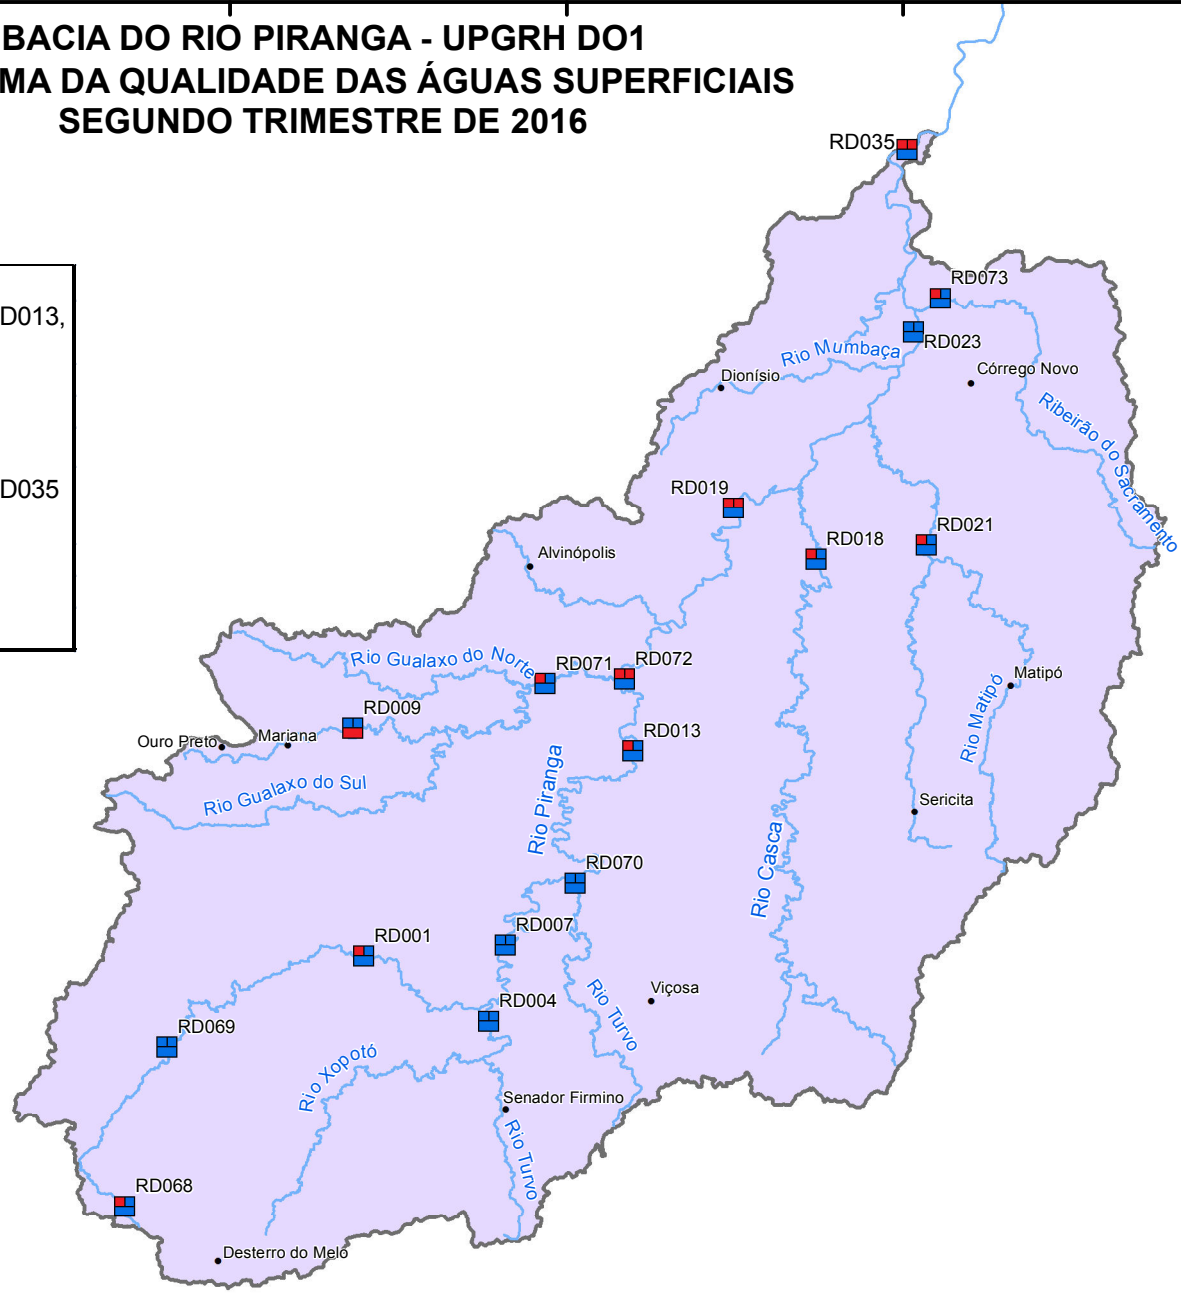 BACIA DO RIO PIRANGA - UPGRH DO1
MA DA QUALIDADE DAS ÁGUAS SUPERFICIAIS
SEGUNDO TRIMESTRE DE 2016
RD035
D013,
RD073
RD023
Rio Mumbaça
Dionísio
Córrego Novo
Ribeirão do Sacramento
D035
RD019
RD021
RD018
Alvinópolis
Rio Gualaxo do Norte
RD071
RD072
Matipó
Rio Matipó
RD009
Ouro Preto
Mariana
RD013
Rio Gualaxo do Sul
Rio Piranga
Sericita
Rio Casca
RD070
RD007
RD001
Viçosa
RD004
Rio Turvo
RD069
Rio Xopotó
Senador Firmino
Rio Turvo
RD068
Desterro do Melo